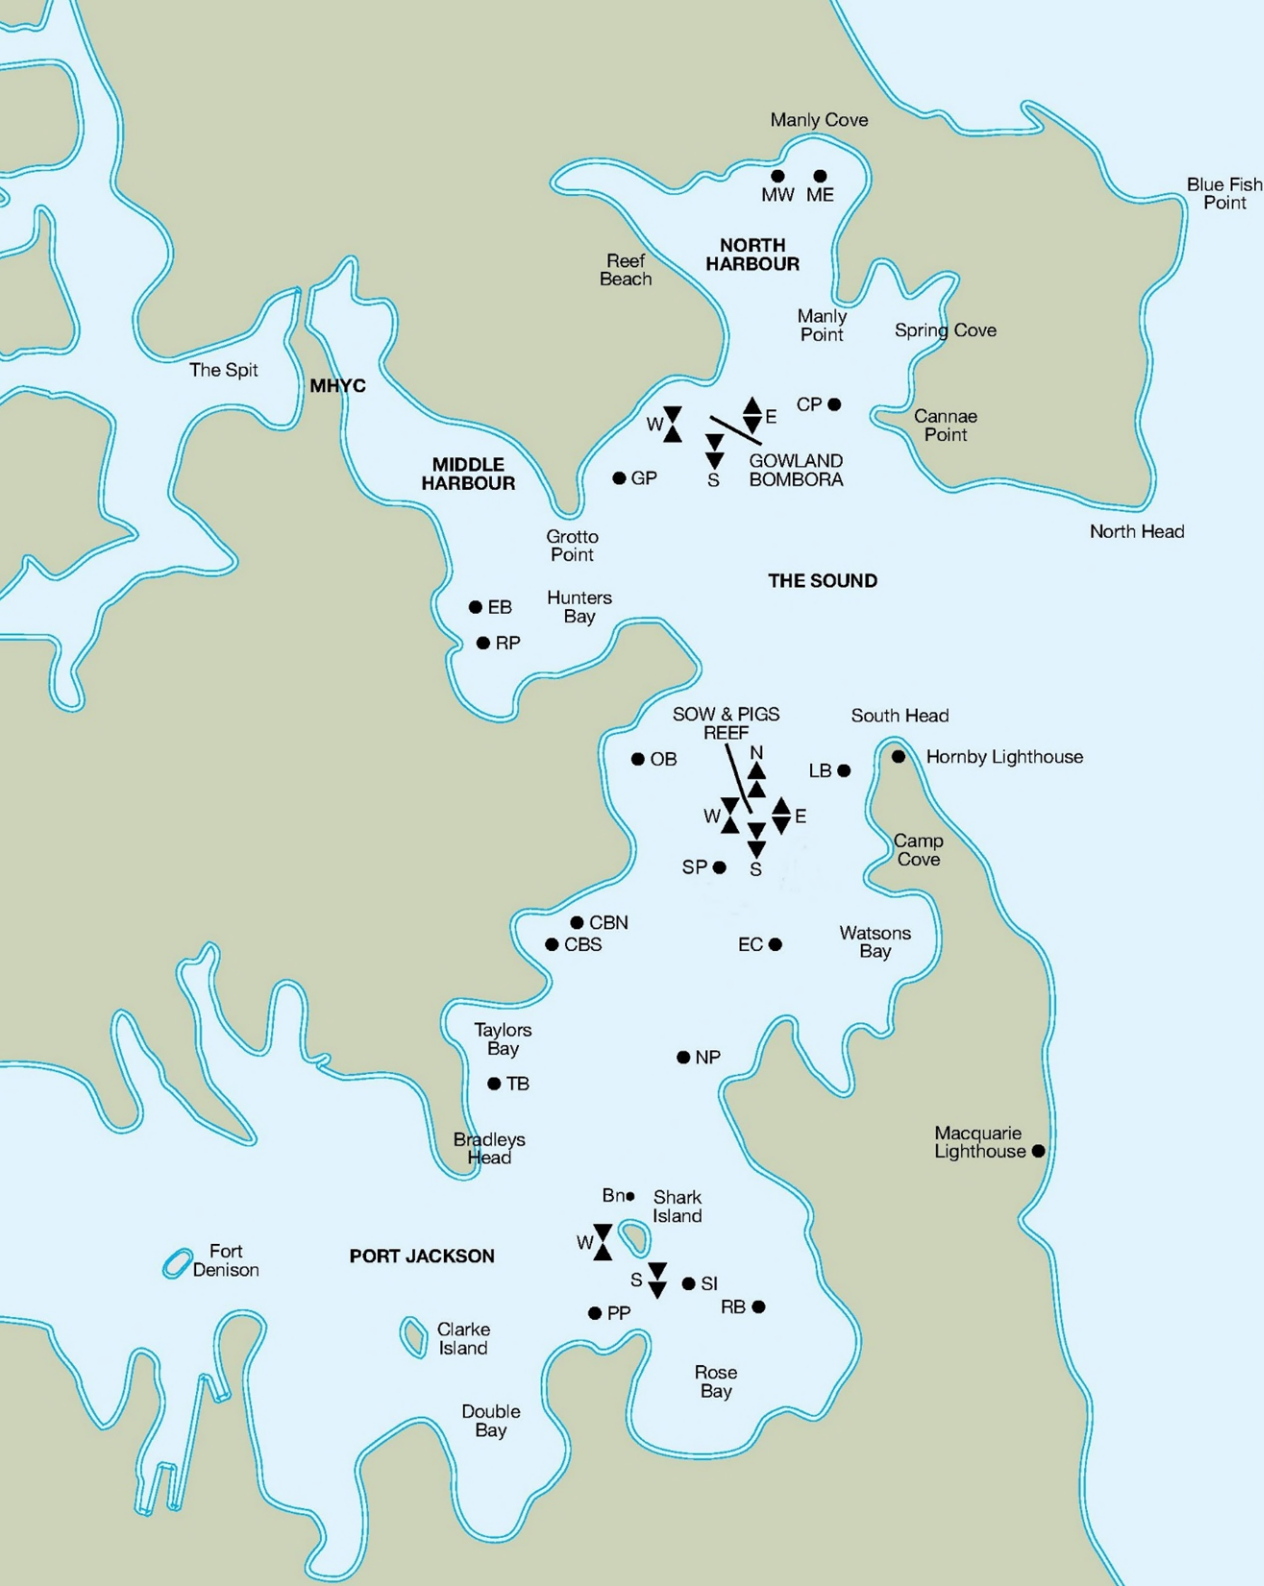 Manly Cove
MW
ME
Blue Fish
Point
NORTH
HARBOUR
Reef
Beach
Manly
Point
Spring Cove
The Spit
MHYC
CP
W
E
Cannae
Point
GOWLAND
BOMBORA
S
GP
MIDDLE
HARBOUR
North Head
Grotto
Point
THE SOUND
EB
Hunters
Bay
RP
SOW & PIGS
REEF
South Head
N
OB
LB
Hornby Lighthouse
W
E
Camp
Cove
SP
S
CBN
CBS
EC
Watsons
Bay
Taylors
Bay
NP
TB
Bradleys
Head
Macquarie
Lighthouse
Bn
Shark
Island
W
Fort
Denison
PORT JACKSON
S
SI
RB
PP
Clarke
Island
Rose
Bay
Double
Bay